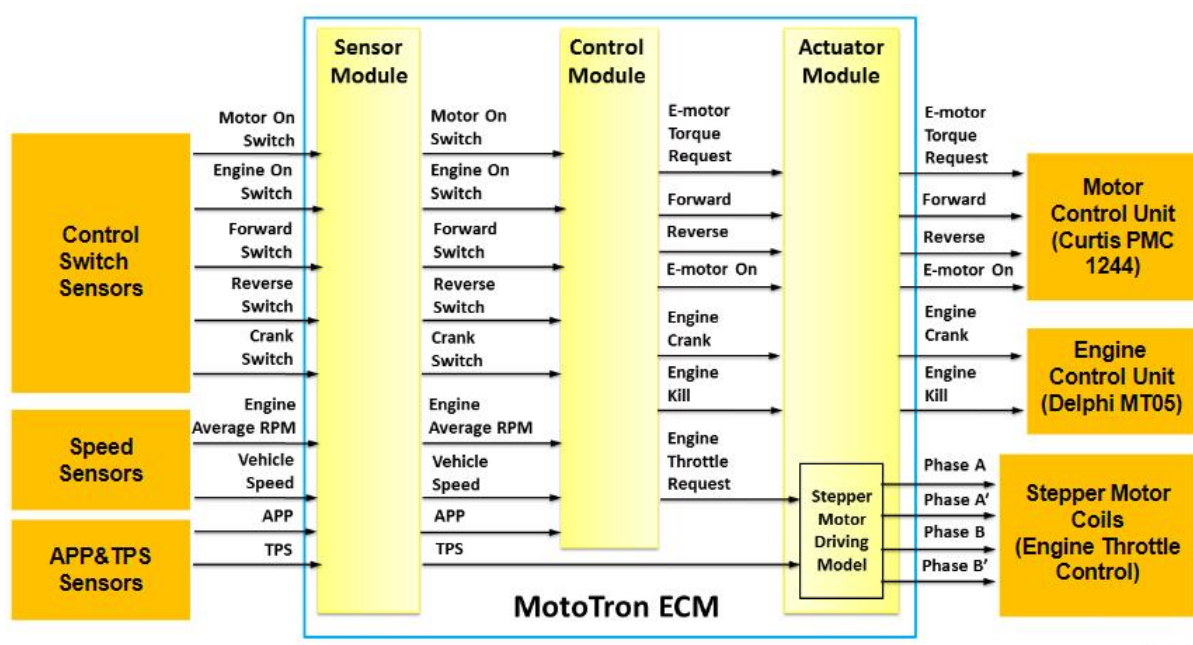 Sensor
Module
Control
Module
Actuator
Module
Control
Switch
Sensors
Speed
Sensors
APP&TPS
Sensors
Motor On
Switch
Engine On
Switch
Forward
Switch
Reverse
Switch
Crank
Switch
Engine
Average RPM
Vehicle
Speed
APP
TPS
Motor On
Switch
Engine On
Switch
Forward
Switch
Reverse
Switch
Crank
Switch
Engine
Average RPM
Vehicle
Speed
APP
TPS
E-motor
Torque
Request
Forward
Reverse
E-motor On
Engine
Crank
Engine
Kill
Engine
Throttle
Request
Stepper
Motor
Driving
Model
E-motor
Torque
Request
Forward
Reverse
E-motor On
Engine
Crank
Engine
Kill
Phase A
Phase A'
Phase B
Phase B'
Motor
Control Unit
(Curtis PMC
1244)
Engine
Control Unit
(Delphi MT05)
Stepper Motor
Coils
(Engine Throttle
Control)
MotoTron ECM